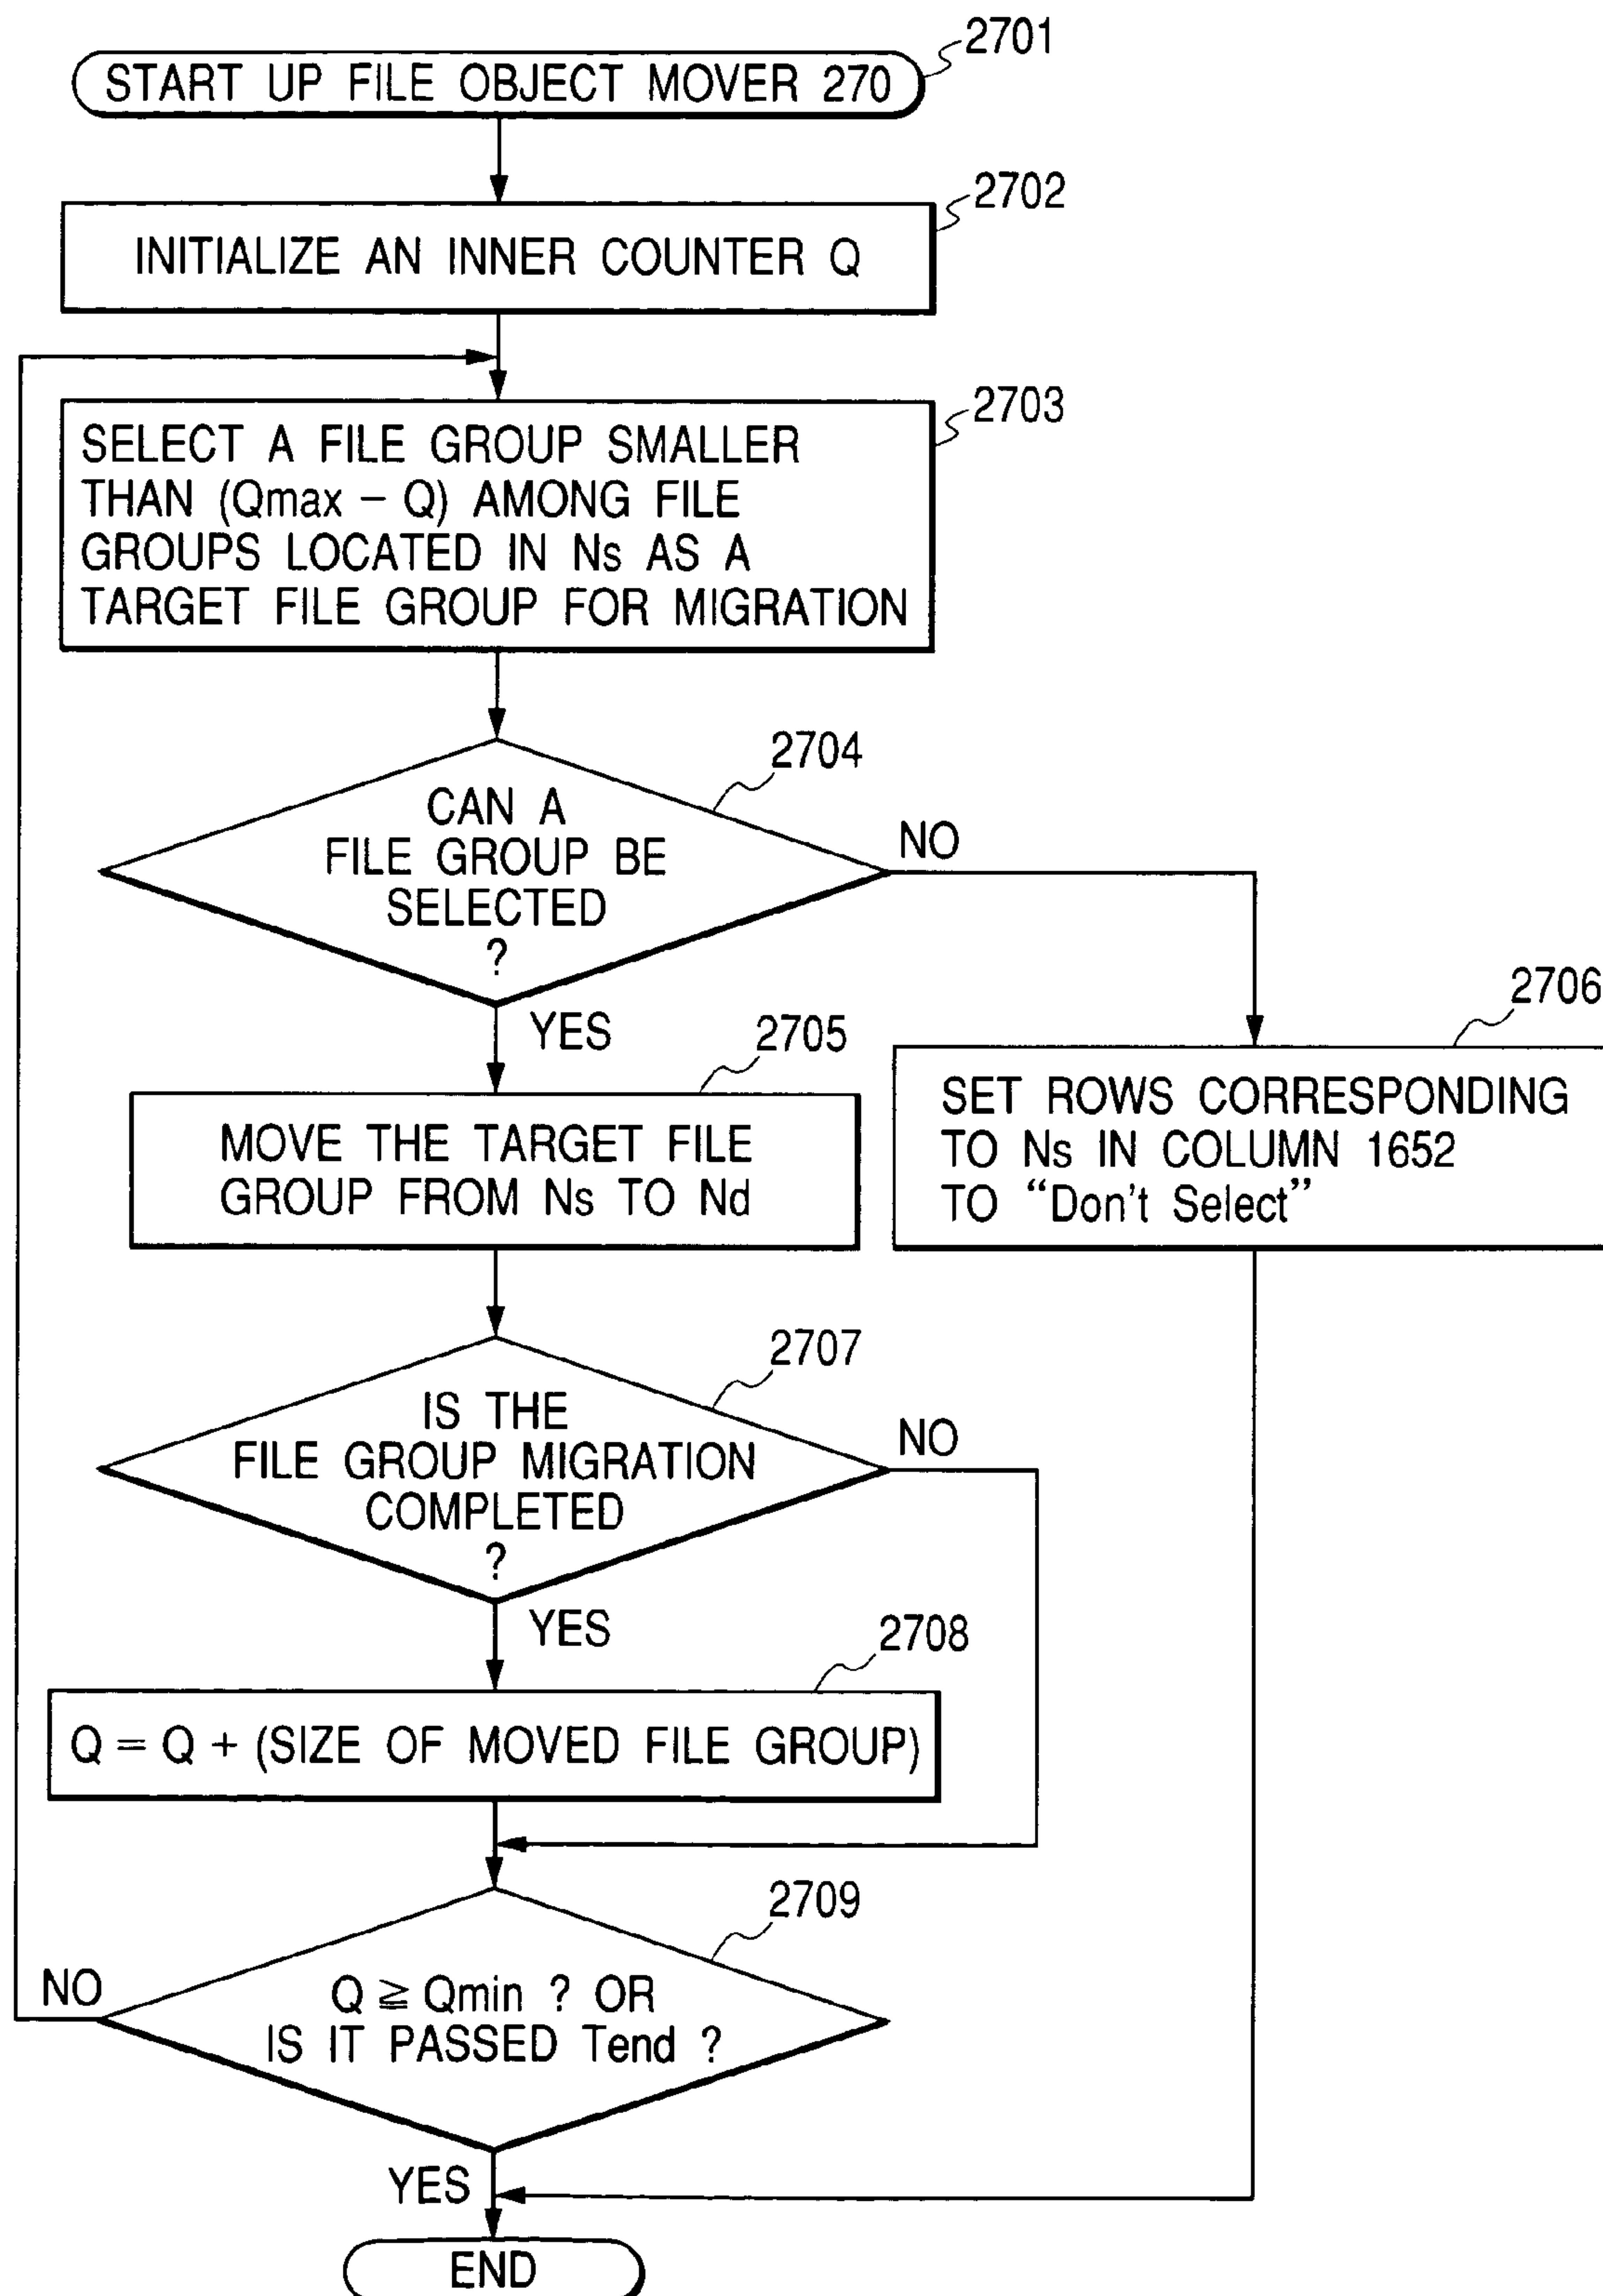 2701
START UP FILE OBJECT MOVER 270
2702
INITIALIZE AN INNER COUNTER Q
2703
SELECT A FILE GROUP SMALLER
THAN (Qmax – Q) AMONG FILE
GROUPS LOCATED IN Ns AS A
TARGET FILE GROUP FOR MIGRATION
2704
CAN A
FILE GROUP BE
SELECTED
?
NO
YES
2705
MOVE THE TARGET FILE
GROUP FROM Ns TO Nd
2706
SET ROWS CORRESPONDING
TO Ns IN COLUMN 1652
TO “Don't Select”
2707
IS THE
FILE GROUP MIGRATION
COMPLETED
?
NO
YES
2708
Q = Q + (SIZE OF MOVED FILE GROUP)
2709
Q ≧ Qmin ? OR
IS IT PASSED Tend ?
NO
YES
END